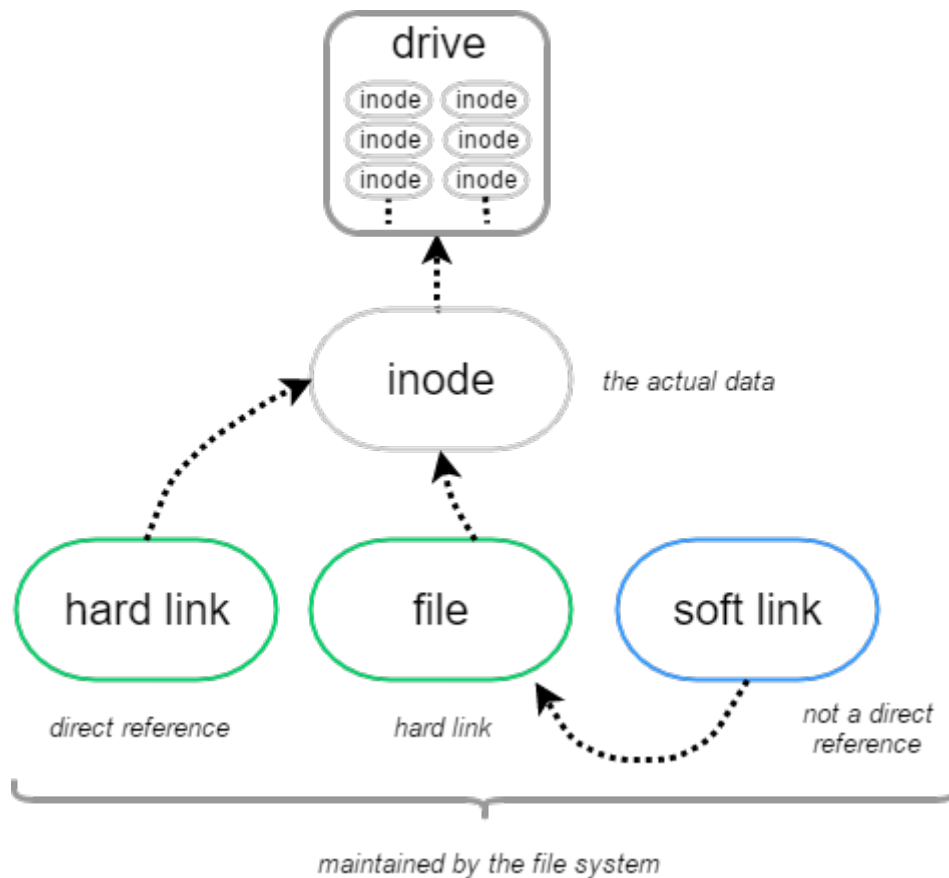 drive
inode inode
inode inode
inode inode
inode
the actual data
hard link
file
soft link
direct reference
hard link
not a direct
reference
maintained by the file system